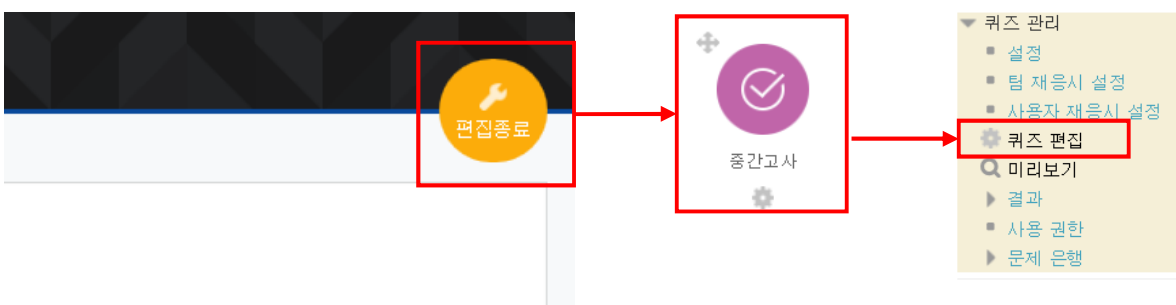 편집종료
중간고사
퀴즈 관리
설정
팀 재응시 설정
사용자 재응시 설정
퀴즈 편집
미리보기
결과
사용 권한
문제 은행